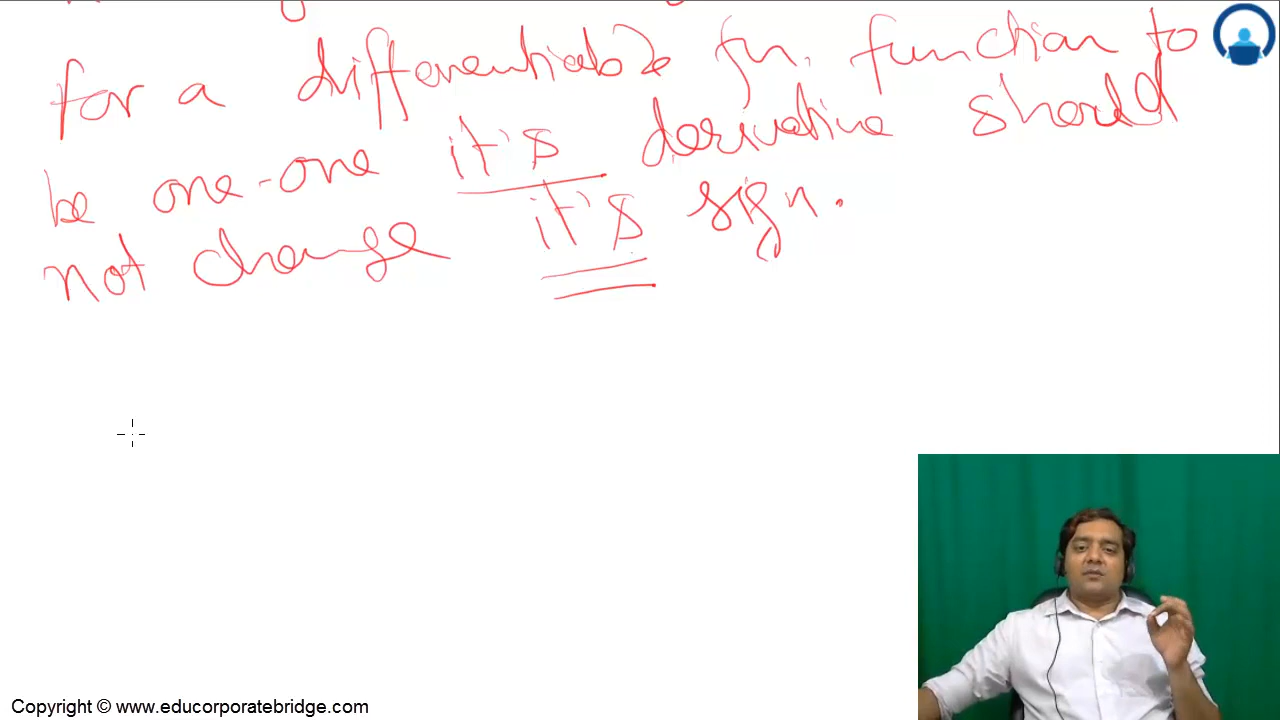 for a differentiable fn. function to
be one-one it's derivative should
not change it's sign.
Copyright © www.educorporatebridge.com